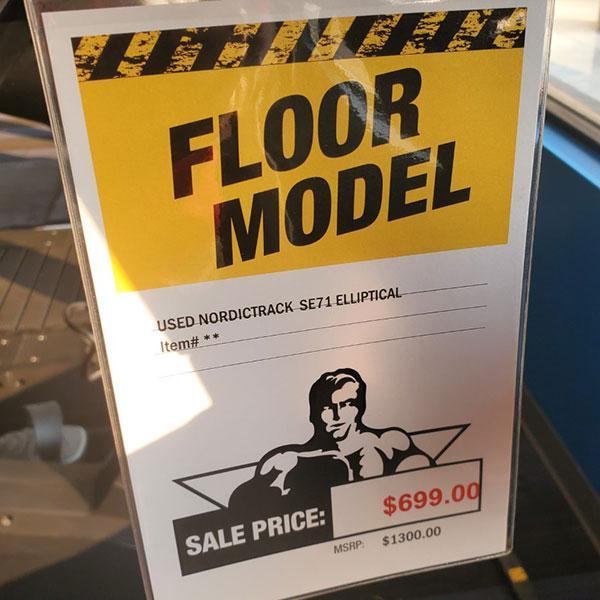 FLOOR
MODEL
USED NORDICTRACK SE71 ELLIPTICAL
Item# **
SALE PRICE: $699.00
MSRP: $1300.00